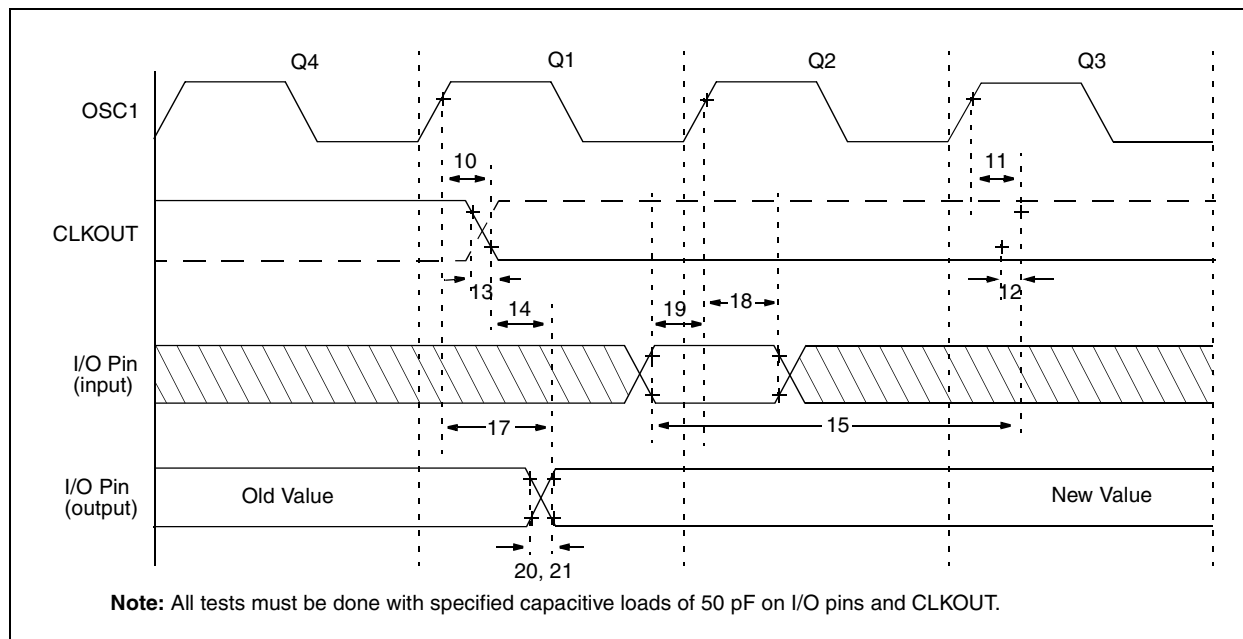 Q4 Q1 Q2 Q3
OSC1
10 11
CLKOUT
13 12
14
19 18
I/O Pin
(input)
17 15
I/O Pin
(output)
Old Value New Value
20, 21
Note: All tests must be done with specified capacitive loads of 50 pF on I/O pins and CLKOUT.